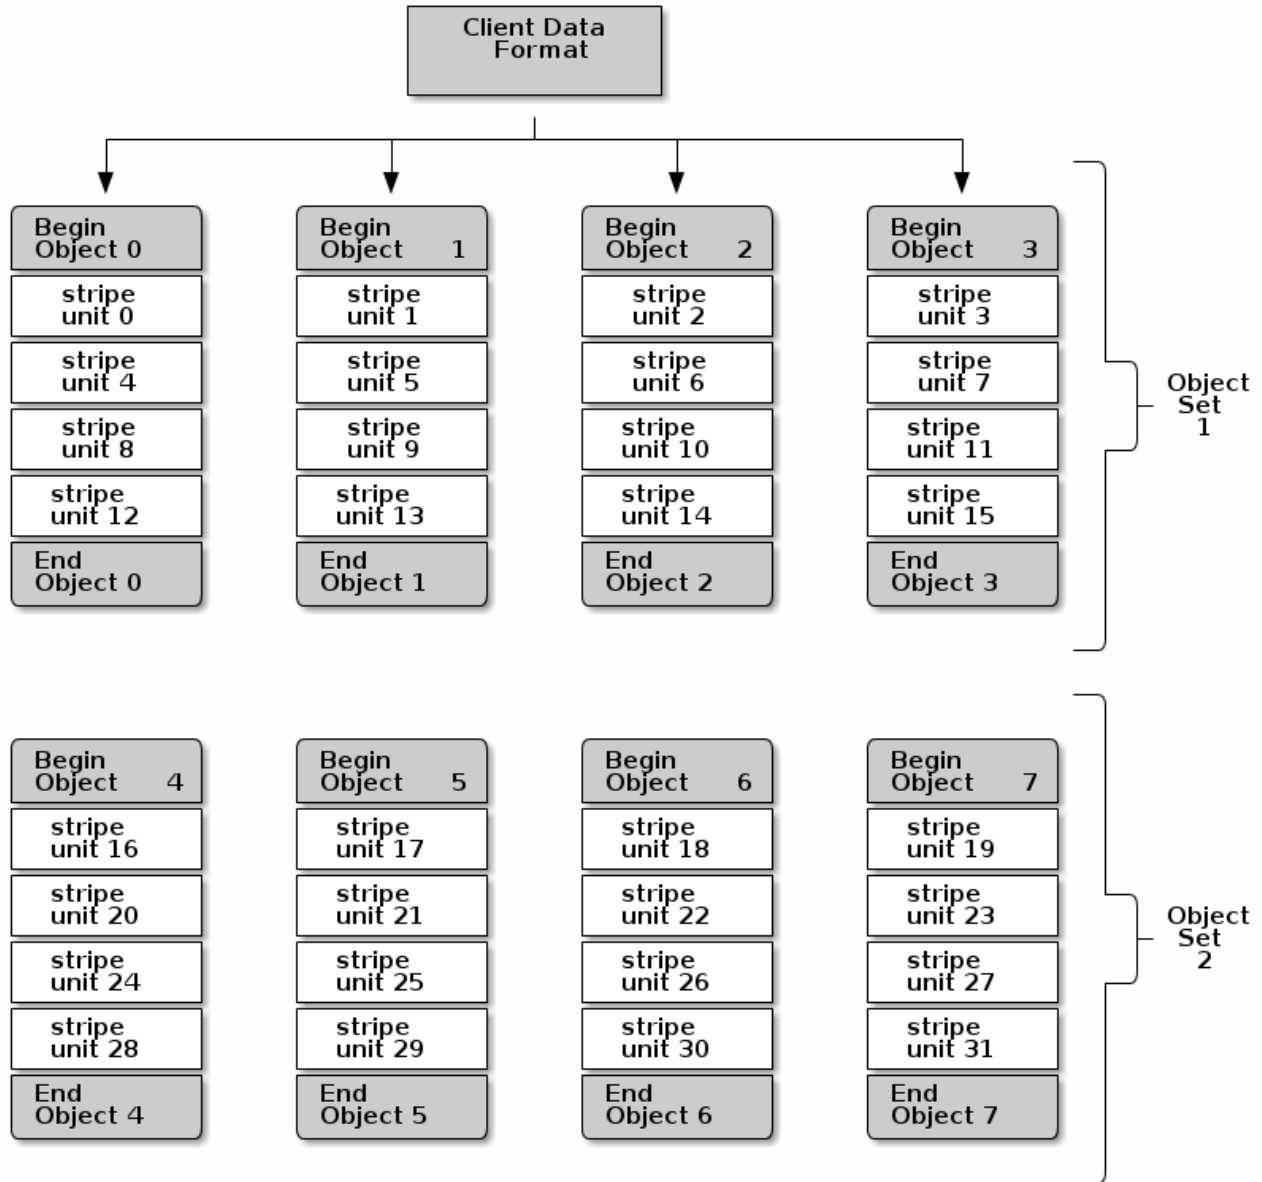 Client Data
Format
Begin
Object 0
stripe
unit 0
stripe
unit 4
stripe
unit 8
stripe
unit 12
End
Object 0
Begin
Object 1
stripe
unit 1
stripe
unit 5
stripe
unit 9
stripe
unit 13
End
Object 1
Begin
Object 2
stripe
unit 2
stripe
unit 6
stripe
unit 10
stripe
unit 14
End
Object 2
Begin
Object 3
stripe
unit 3
stripe
unit 7
stripe
unit 11
stripe
unit 15
End
Object 3
Object
Set
1
Begin
Object 4
stripe
unit 16
stripe
unit 20
stripe
unit 24
stripe
unit 28
End
Object 4
Begin
Object 5
stripe
unit 17
stripe
unit 21
stripe
unit 25
stripe
unit 29
End
Object 5
Begin
Object 6
stripe
unit 18
stripe
unit 22
stripe
unit 26
stripe
unit 30
End
Object 6
Begin
Object 7
stripe
unit 19
stripe
unit 23
stripe
unit 27
stripe
unit 31
End
Object 7
Object
Set
2